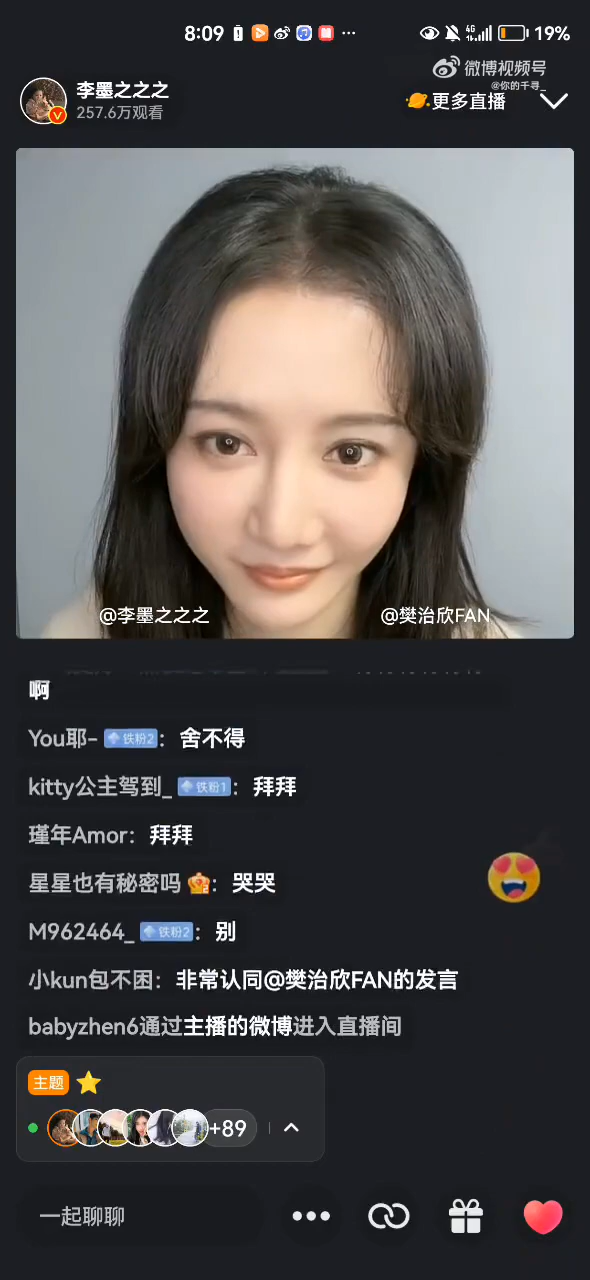 8:09
4G
19%
微博视频号
@你的千寻_
李墨之之之
257.6万观看
更多直播
@李墨之之之
@樊治欣FAN
啊
You耶- 铁粉2: 舍不得
kitty公主驾到_ 铁粉1: 拜拜
瑾年Amor: 拜拜
星星也有秘密吗: 哭哭
M962464_ 铁粉2: 别
小kun包不困: 非常认同@樊治欣FAN的发言
babyzhen6通过主播的微博进入直播间
主题
+89
一起聊聊